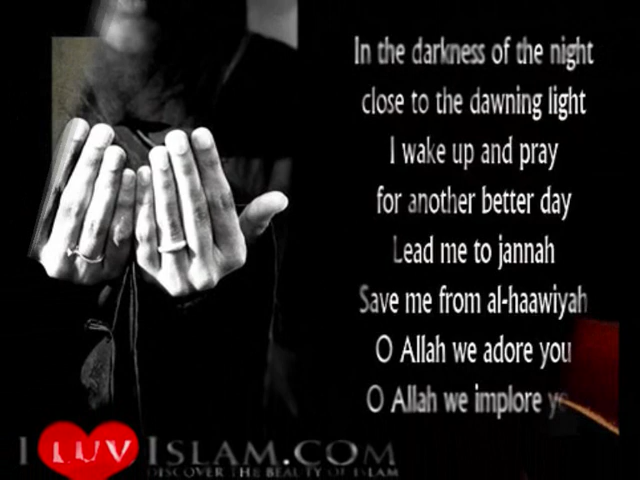 In the darkness of the night
close to the dawning light
I wake up and pray
for another better day
Lead me to jannah
Save me from al-haawiyah
O Allah we adore you
O Allah we implore
I LUV ISLAM.COM
DISCOVER THE BEAUTY OF ISLAM